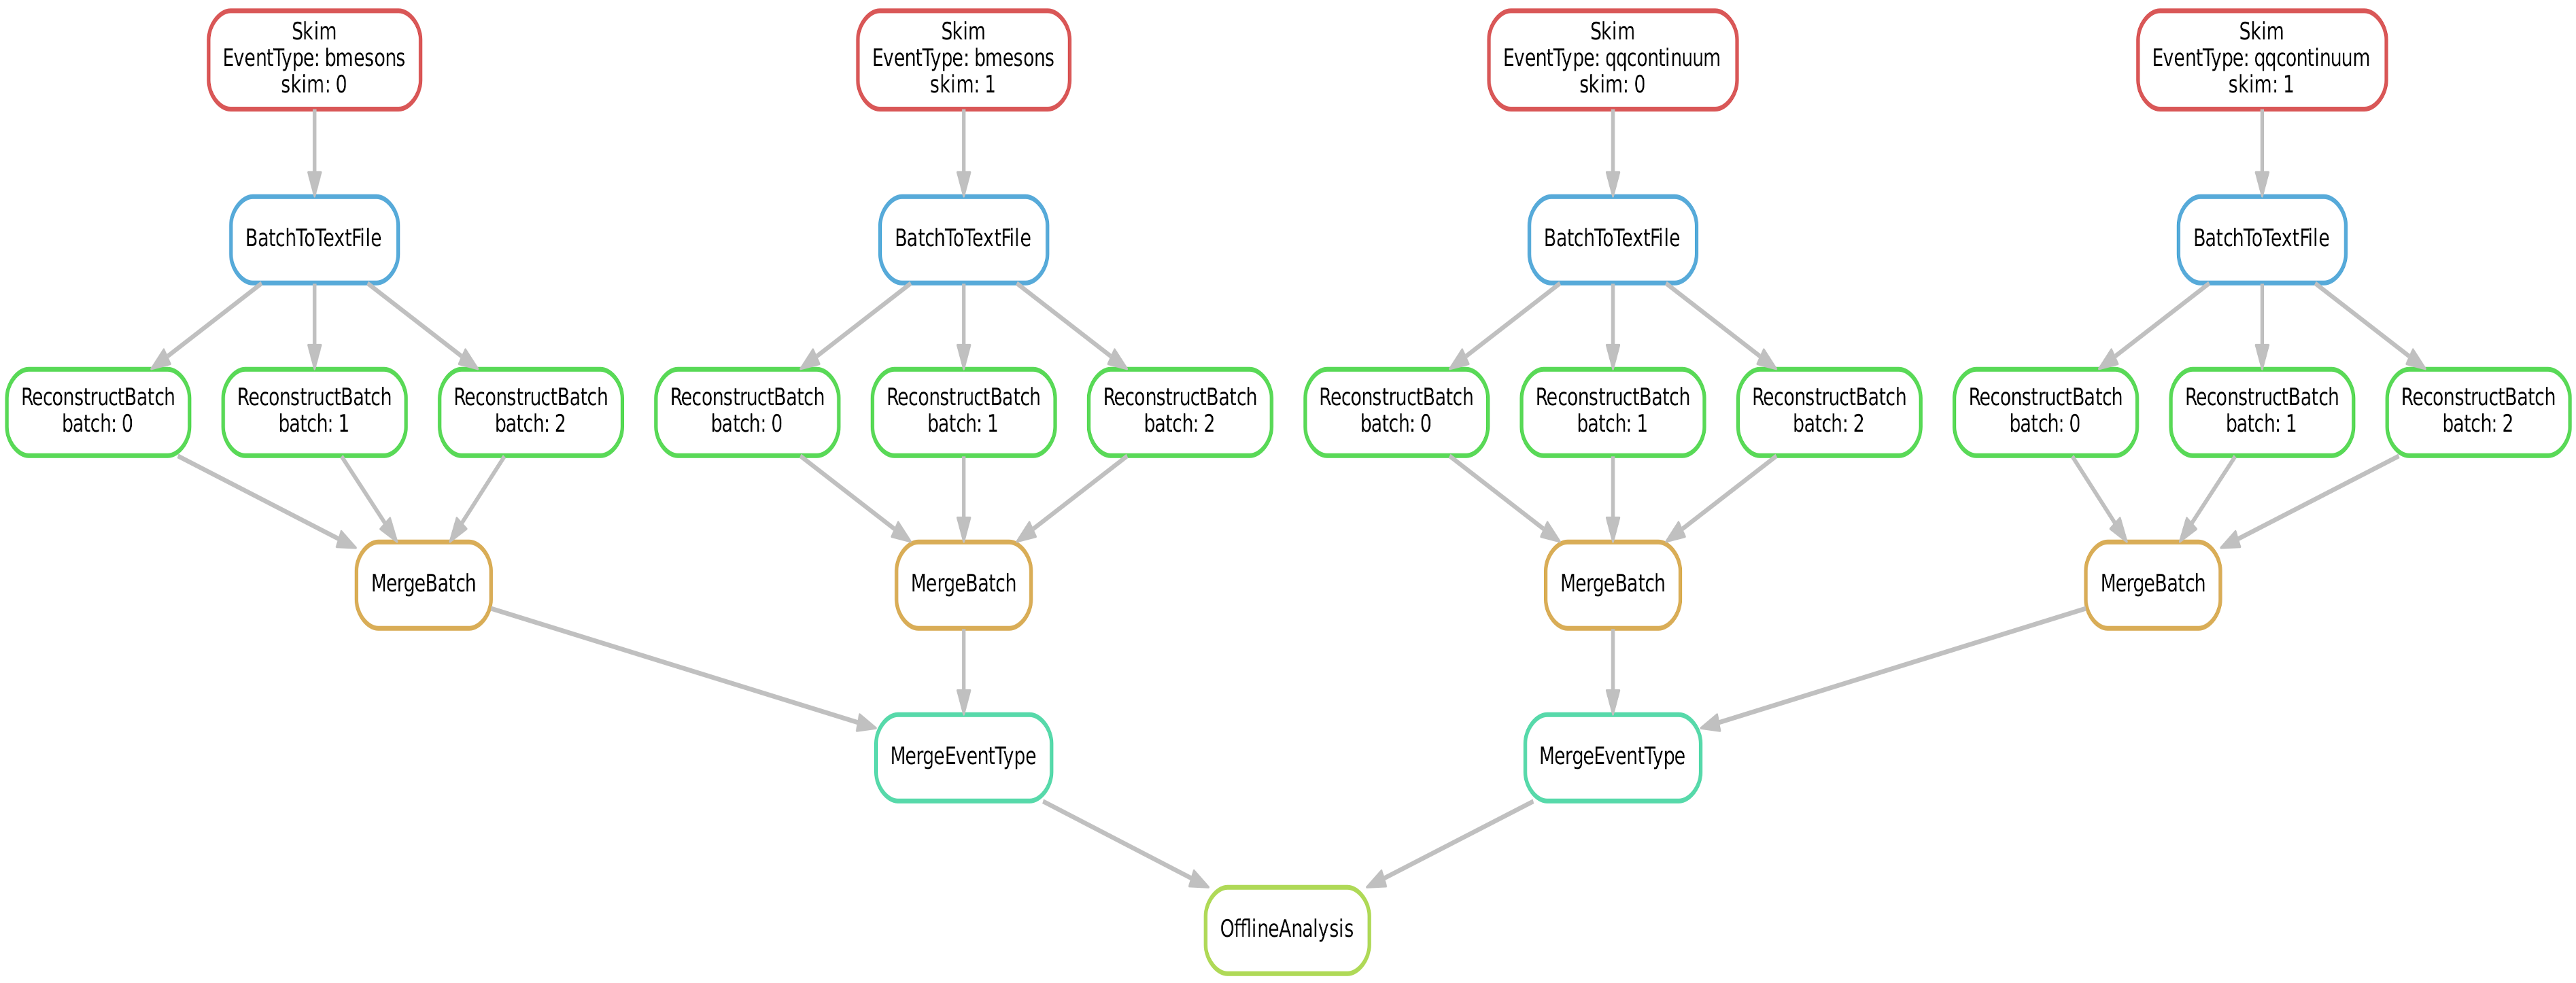 Skim
EventType: bmesons
skim: 0
Skim
EventType: bmesons
skim: 1
Skim
EventType: qqcontinuum
skim: 0
Skim
EventType: qqcontinuum
skim: 1
BatchToTextFile
BatchToTextFile
BatchToTextFile
BatchToTextFile
ReconstructBatch
batch: 0
ReconstructBatch
batch: 1
ReconstructBatch
batch: 2
ReconstructBatch
batch: 0
ReconstructBatch
batch: 1
ReconstructBatch
batch: 2
ReconstructBatch
batch: 0
ReconstructBatch
batch: 1
ReconstructBatch
batch: 2
ReconstructBatch
batch: 0
ReconstructBatch
batch: 1
ReconstructBatch
batch: 2
MergeBatch
MergeBatch
MergeBatch
MergeBatch
MergeEventType
MergeEventType
OfflineAnalysis